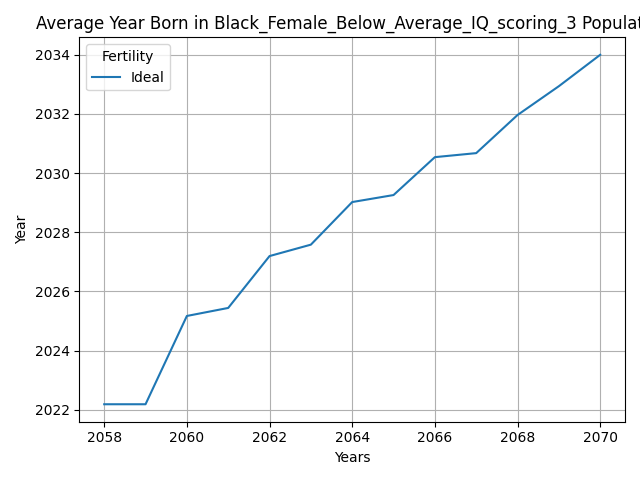 Average Year Born in Black_Female_Below_Average_IQ_scoring_3 Populat
Fertility
Ideal
2034
2032
2030
2028
2026
2024
2022
Year
2058 2060 2062 2064 2066 2068 2070
Years